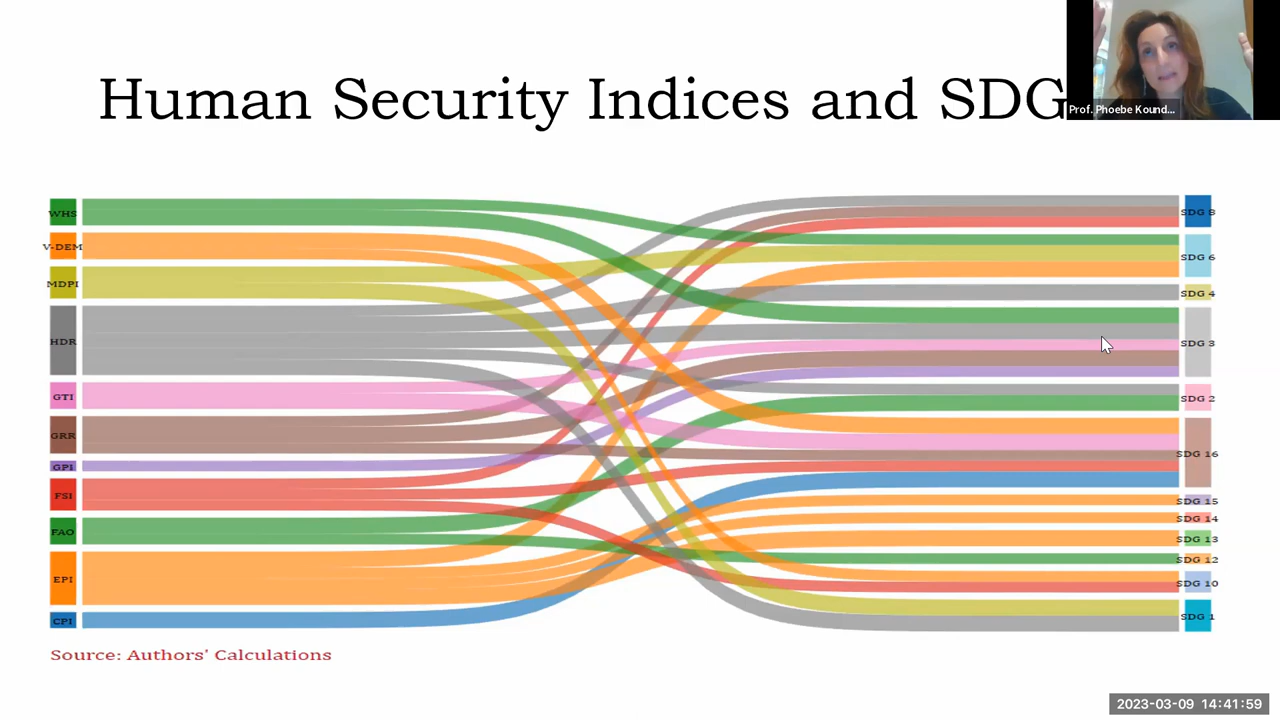 Human Security Indices and SDG
Prof. Phoebe Kound...
WHS
V-DEM
MDPI
HDR
GTI
GRR
GPI
FSI
FAO
EPI
CPI
SDG 8
SDG 6
SDG 4
SDG 3
SDG 2
SDG 16
SDG 15
SDG 14
SDG 13
SDG 12
SDG 10
SDG 1
Source: Authors' Calculations
2023-03-09 14:41:59